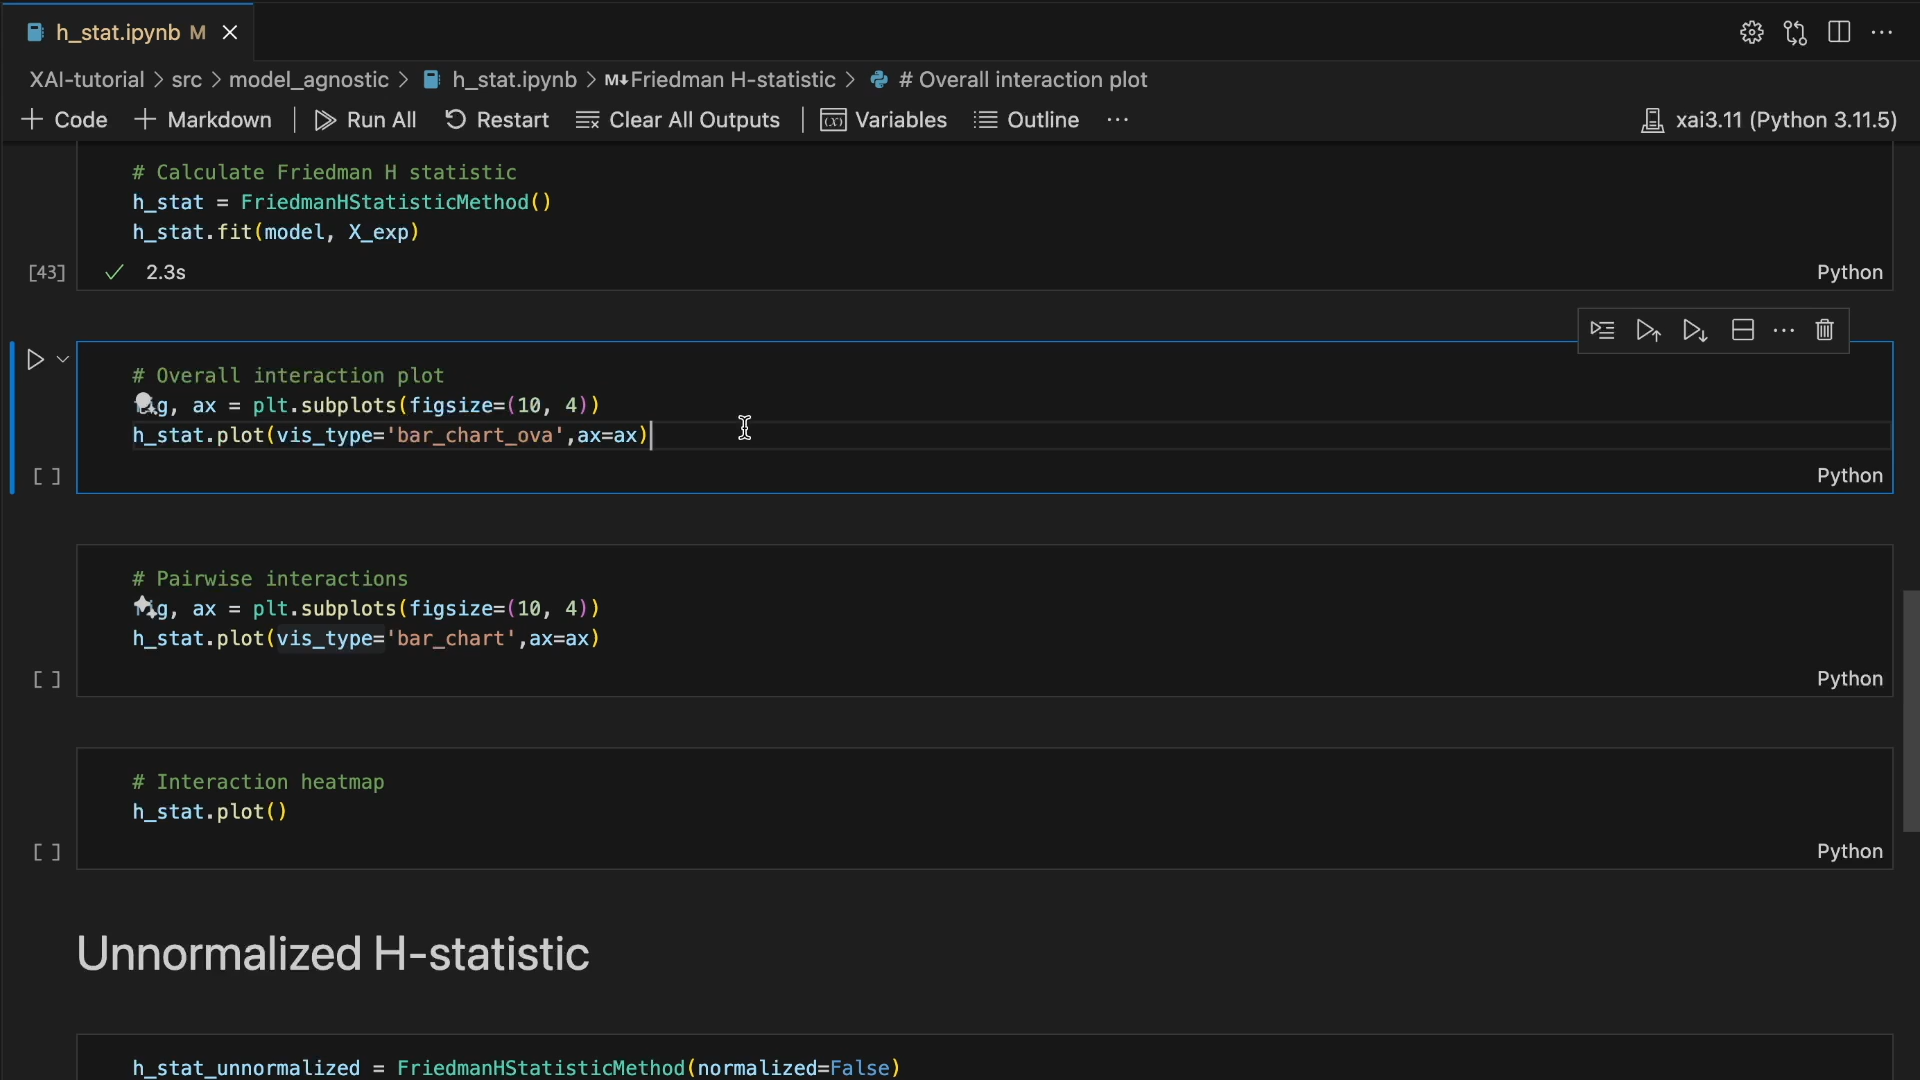 h_stat.ipynb M
XAI-tutorial > src > model_agnostic > h_stat.ipynb > M↓Friedman H-statistic > # Overall interaction plot
+ Code + Markdown | Run All Restart Clear All Outputs | Variables Outline ··· xai3.11 (Python 3.11.5)
# Calculate Friedman H statistic
h_stat = FriedmanHStatisticMethod()
h_stat.fit(model, X_exp)
[43] ✓ 2.3s Python
# Overall interaction plot
g, ax = plt.subplots(figsize=(10, 4))
h_stat.plot(vis_type='bar_chart_ova',ax=ax)
[ ] Python
# Pairwise interactions
g, ax = plt.subplots(figsize=(10, 4))
h_stat.plot(vis_type='bar_chart',ax=ax)
[ ] Python
# Interaction heatmap
h_stat.plot()
[ ] Python
Unnormalized H-statistic
h_stat_unnormalized = FriedmanHStatisticMethod(normalized=False)